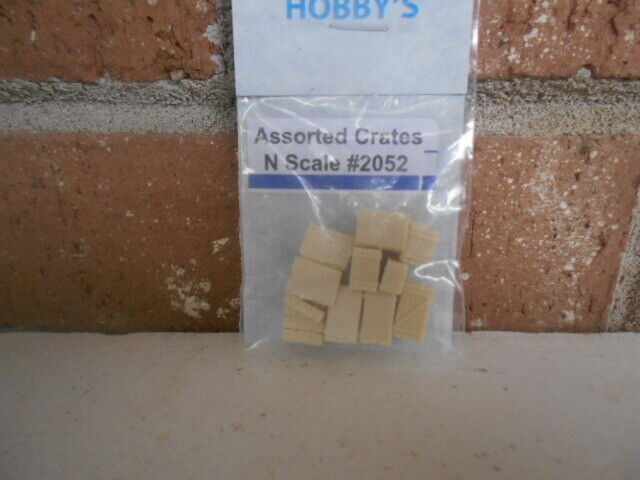 HOBBY'S
Assorted Crates
N Scale #2052